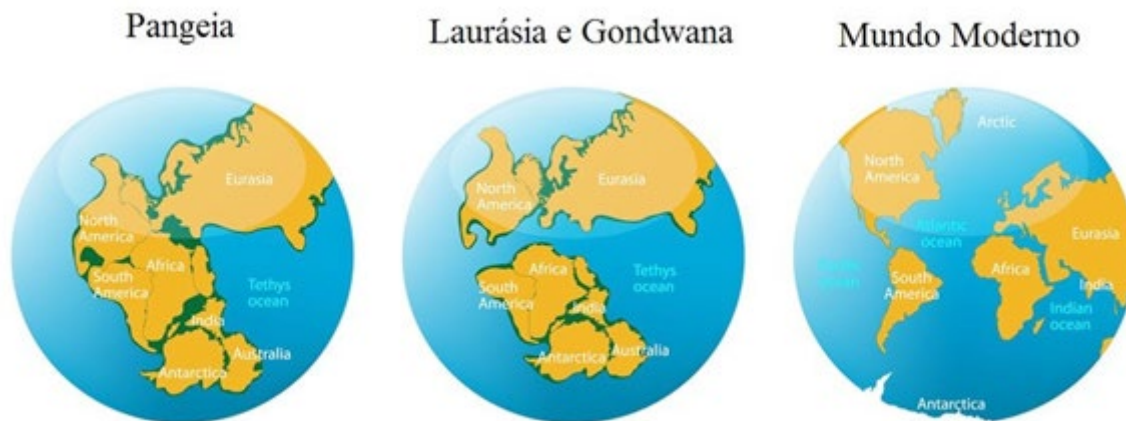 Pangeia
Eurasia
North
America
Africa
South
America
Tethys
ocean
India
Australia
Antarctica
Laurásia e Gondwana
North
America
Eurasia
Africa
South
America
Tethys
ocean
India
Antarctica
Australia
Mundo Moderno
Arctic
North
America
Atlantic
ocean
Eurasia
Africa
South
America
India
Indian
ocean
Antarctica